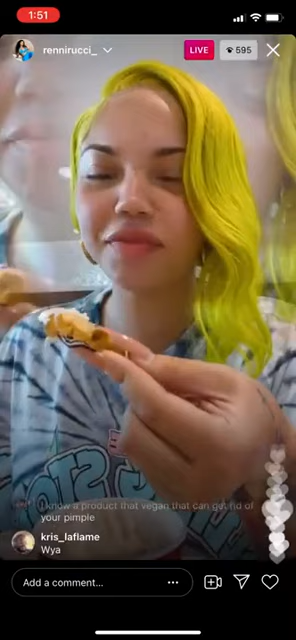 1:51
rennirucci_
LIVE
595
I know a product that vegan that can get rid of
your pimple
kris_laflame
Wya
Add a comment...